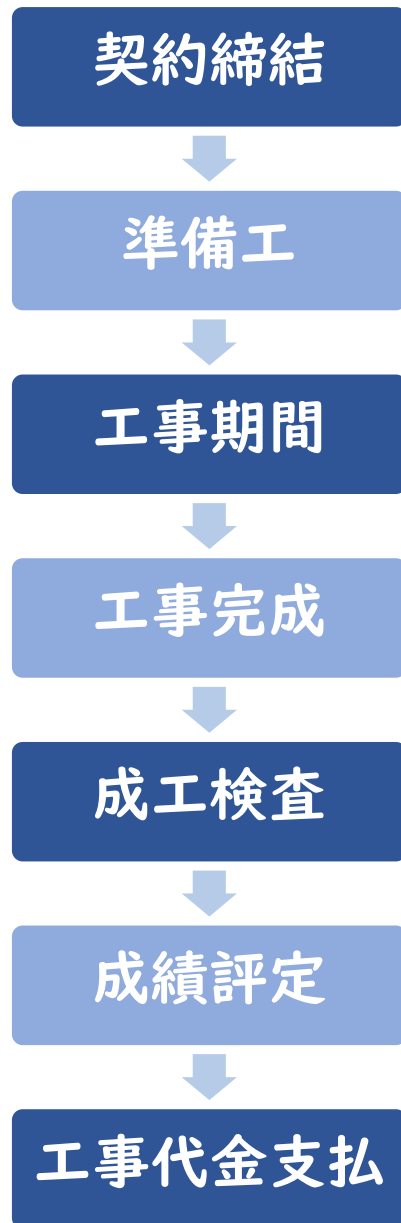 契約締結
準備工
工事期間
工事完成
成工検査
成績評定
工事代金支払